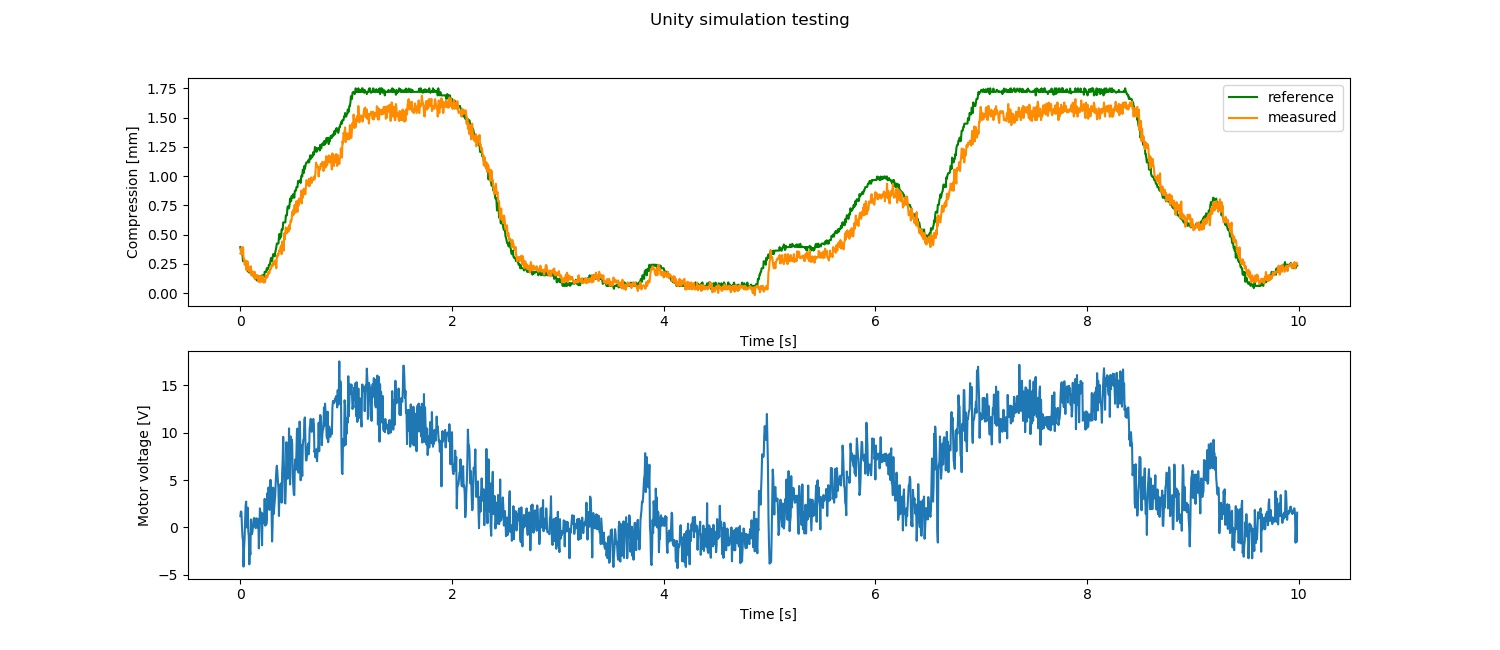 Unity simulation testing
1.75
1.50
1.25
1.00
0.75
0.50
0.25
0.00
Compression [mm]
reference
measured
0 2 4 6 8 10
Time [s]
15
10
5
0
−5
Motor voltage [V]
0 2 4 6 8 10
Time [s]